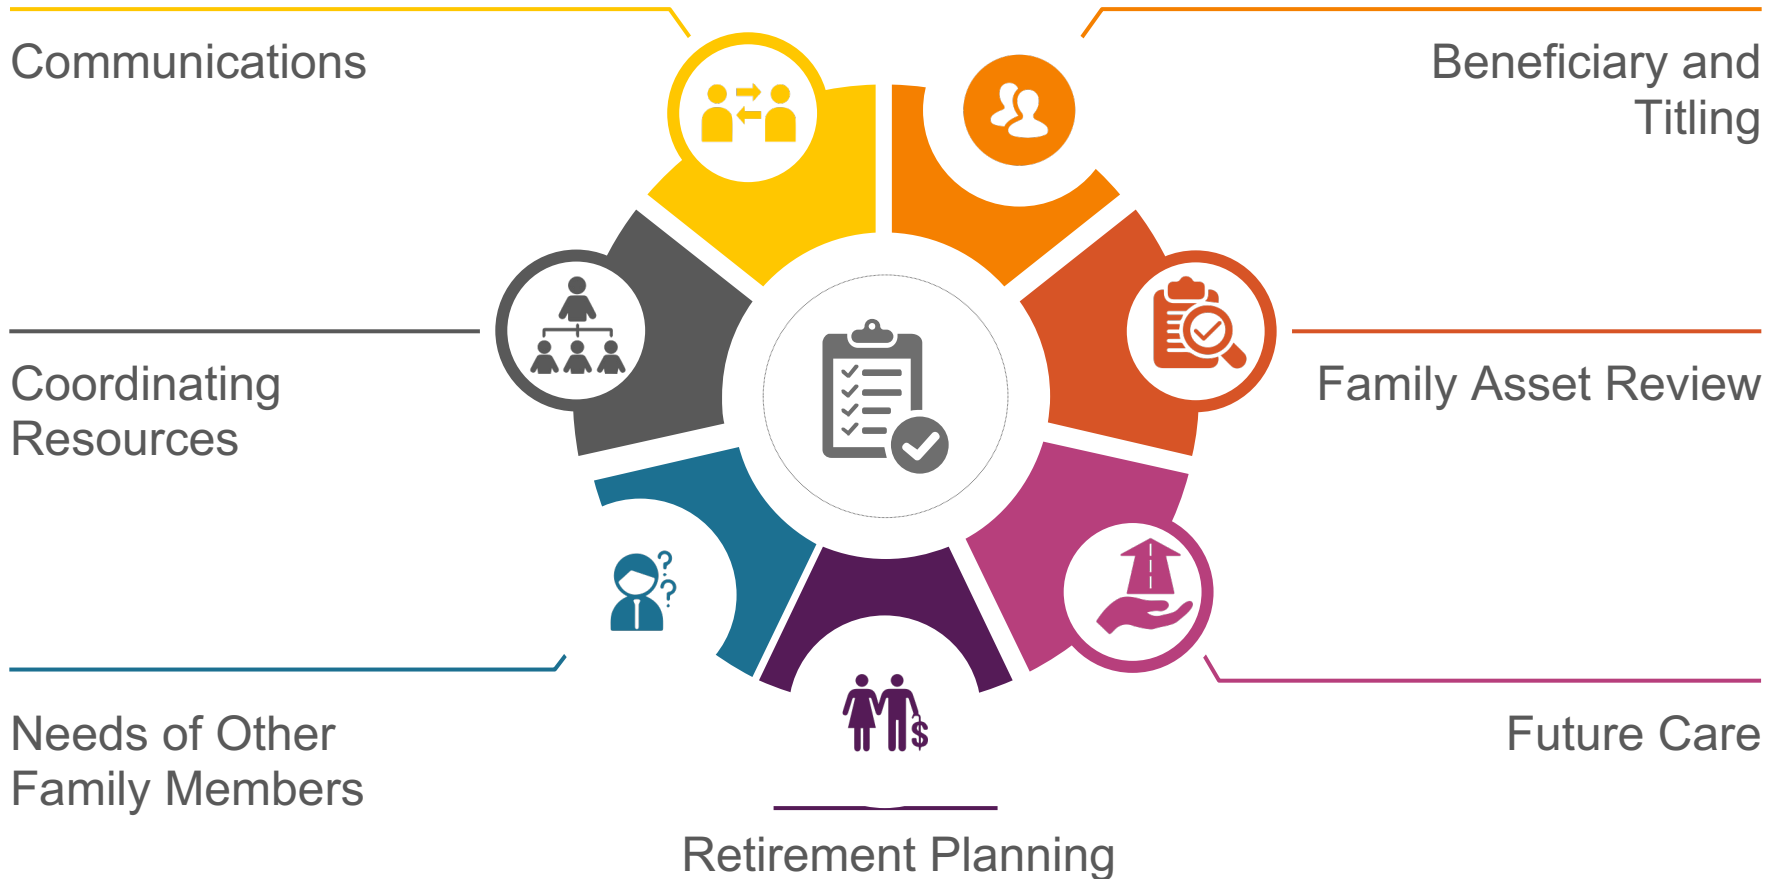 Communications
Beneficiary and
Titling
Coordinating
Resources
Family Asset Review
Needs of Other
Family Members
Future Care
$
Retirement Planning